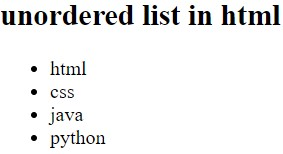 unordered list in html
• html
• css
• java
• python